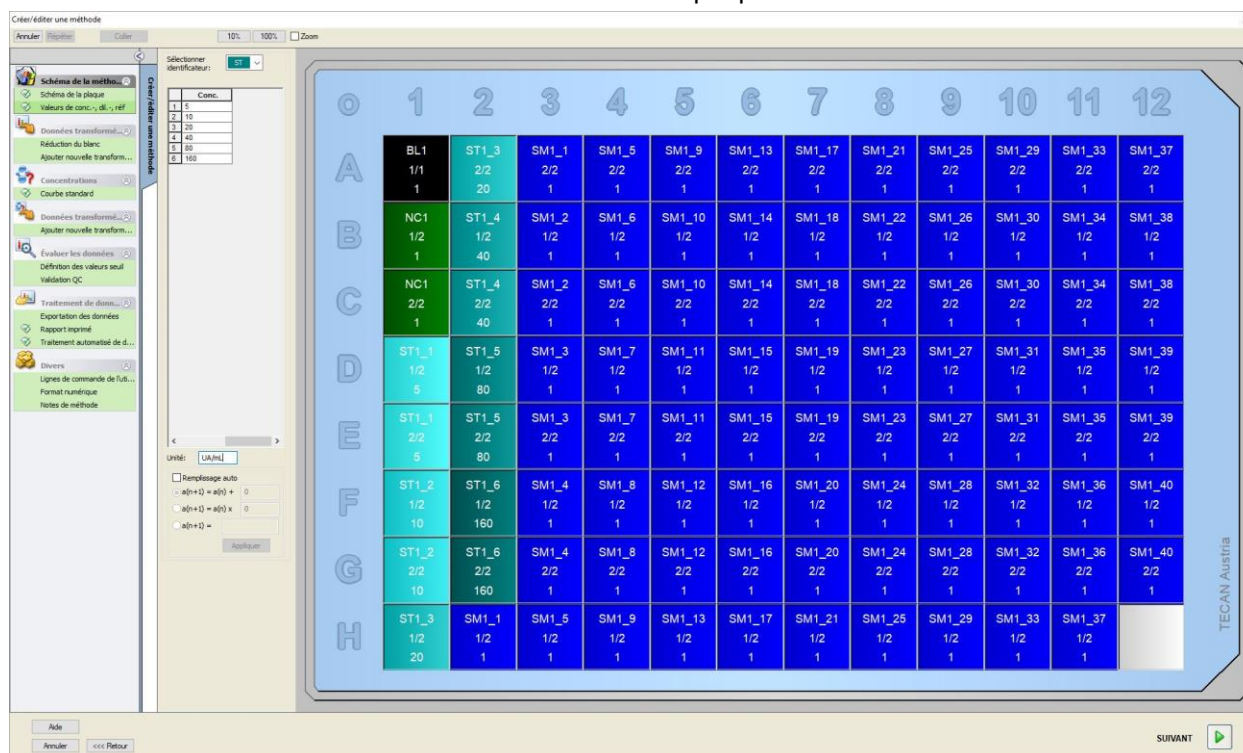 Créer/éditer une méthode
Annuler Répéter Coller 10% 100% Zoom
Sélectionner
identificateur: ST
Schéma de la métho...
Schéma de la plaque
Valeurs de conc.-, dil.-, réf
Données transformé...
Réduction du blanc
Ajouter nouvelle transform...
Concentrations
Courbe standard
Données transformé...
Ajouter nouvelle transform...
Évaluer les données
Définition des valeurs seuil
Validation QC
Traitement de donn...
Exportation des données
Rapport imprimé
Traitement automatisé de d...
Divers
Lignes de commande de l'uti...
Format numérique
Notes de méthode
Créer/éditer une méthode
Conc.
1 5
2 10
3 20
4 40
5 80
6 160
Unité: UA/mL
Remplissage auto
a(n+1) = a(n) + 0
a(n+1) = a(n) x 0
a(n+1) =
Appliquer
1 2 3 4 5 6 7 8 9 10 11 12
A
BL1 ST1_3 SM1_1 SM1_5 SM1_9 SM1_13 SM1_17 SM1_21 SM1_25 SM1_29 SM1_33 SM1_37
1/1 2/2 2/2 2/2 2/2 2/2 2/2 2/2 2/2 2/2 2/2 2/2
1 20 1 1 1 1 1 1 1 1 1 1
B
NC1 ST1_4 SM1_2 SM1_6 SM1_10 SM1_14 SM1_18 SM1_22 SM1_26 SM1_30 SM1_34 SM1_38
1/2 1/2 1/2 1/2 1/2 1/2 1/2 1/2 1/2 1/2 1/2 1/2
1 40 1 1 1 1 1 1 1 1 1 1
C
NC1 ST1_4 SM1_2 SM1_6 SM1_10 SM1_14 SM1_18 SM1_22 SM1_26 SM1_30 SM1_34 SM1_38
2/2 2/2 2/2 2/2 2/2 2/2 2/2 2/2 2/2 2/2 2/2 2/2
1 40 1 1 1 1 1 1 1 1 1 1
D
ST1_1 ST1_5 SM1_3 SM1_7 SM1_11 SM1_15 SM1_19 SM1_23 SM1_27 SM1_31 SM1_35 SM1_39
1/2 1/2 1/2 1/2 1/2 1/2 1/2 1/2 1/2 1/2 1/2 1/2
5 80 1 1 1 1 1 1 1 1 1 1
E
ST1_1 ST1_5 SM1_3 SM1_7 SM1_11 SM1_15 SM1_19 SM1_23 SM1_27 SM1_31 SM1_35 SM1_39
2/2 2/2 2/2 2/2 2/2 2/2 2/2 2/2 2/2 2/2 2/2 2/2
5 80 1 1 1 1 1 1 1 1 1 1
F
ST1_2 ST1_6 SM1_4 SM1_8 SM1_12 SM1_16 SM1_20 SM1_24 SM1_28 SM1_32 SM1_36 SM1_40
1/2 1/2 1/2 1/2 1/2 1/2 1/2 1/2 1/2 1/2 1/2 1/2
10 160 1 1 1 1 1 1 1 1 1 1
G
ST1_2 ST1_6 SM1_4 SM1_8 SM1_12 SM1_16 SM1_20 SM1_24 SM1_28 SM1_32 SM1_36 SM1_40
2/2 2/2 2/2 2/2 2/2 2/2 2/2 2/2 2/2 2/2 2/2 2/2
10 160 1 1 1 1 1 1 1 1 1 1
H
ST1_3 SM1_1 SM1_5 SM1_9 SM1_13 SM1_17 SM1_21 SM1_25 SM1_29 SM1_33 SM1_37
1/2 1/2 1/2 1/2 1/2 1/2 1/2 1/2 1/2 1/2 1/2
20 1 1 1 1 1 1 1 1 1 1
TECAN Austria
Aide
Annuler <<< Retour
SUIVANT